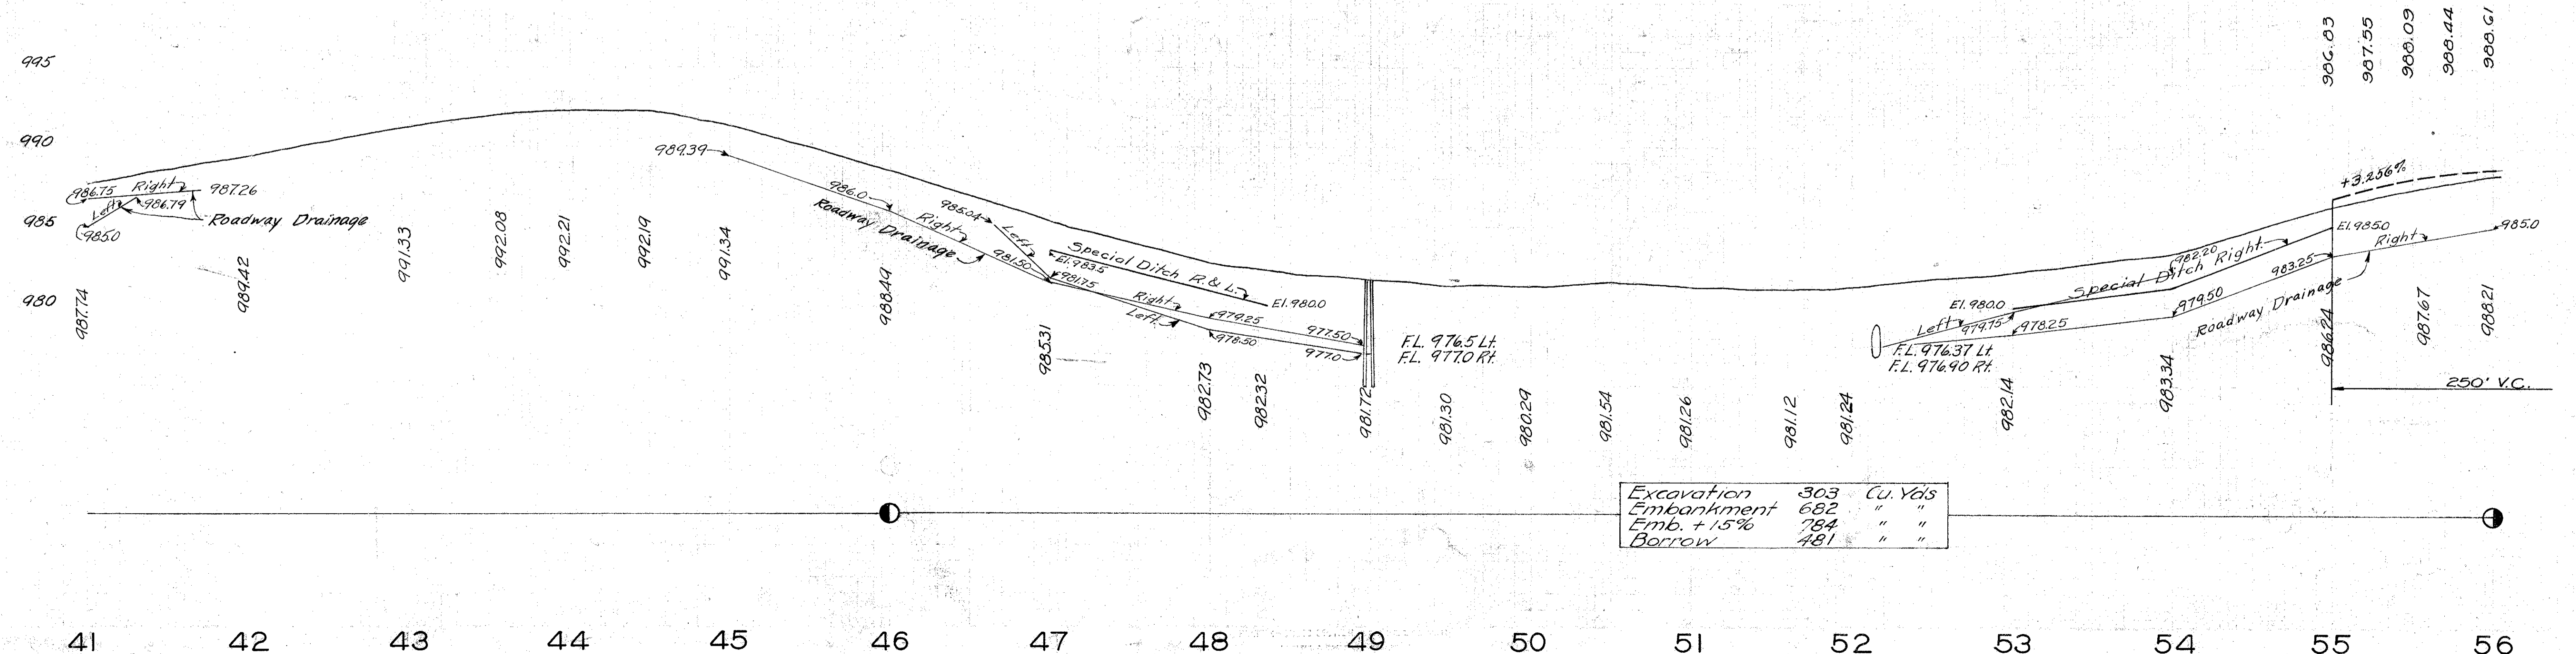 986.83
987.55
988.09
988.44
988.61
995
990
985
980
986.75 Right 987.26
Left 986.79
985.0
Roadway Drainage
989.39
986.0
Roadway Drainage
Right
985.04
Left
981.50
981.75
Special Ditch R. & L.
El. 983.5
El. 980.0
Right
Left
979.25
978.50
977.50
977.0
F.L. 976.5 Lt.
F.L. 977.0 Rt.
El. 980.0
Left
979.75
978.25
F.L. 976.37 Lt.
F.L. 976.90 Rt.
982.20
Special Ditch Right
979.50
983.25
Roadway Drainage
+3.256%
El. 985.0
Right
985.0
250' V.C.
987.74
989.42
991.33
992.08
992.21
992.19
991.34
988.49
985.31
982.73
982.32
981.72
981.30
980.29
981.54
981.26
981.12
981.24
982.14
983.34
986.24
987.67
988.21
Excavation 303 Cu. Yds
Embankment 682 " "
Emb. + 15% 784 " "
Borrow 481 " "
41 42 43 44 45 46 47 48 49 50 51 52 53 54 55 56